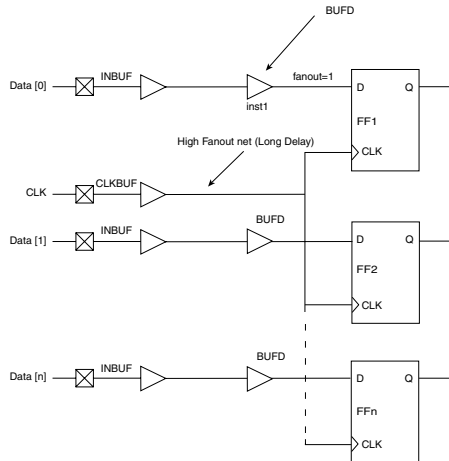 BUFD
Data [0]
INBUF
inst1
fanout=1
D
Q
FF1
CLK
High Fanout net (Long Delay)
CLK
CLKBUF
Data [1]
INBUF
BUFD
D
Q
FF2
CLK
Data [n]
INBUF
BUFD
D
Q
FFn
CLK